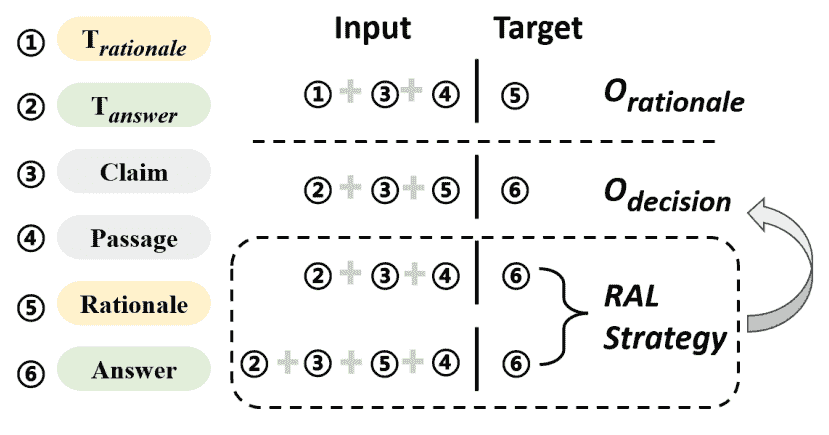 ① T_rationale
② T_answer
③ Claim
④ Passage
⑤ Rationale
⑥ Answer
Input Target
① + ③ + ④ ⑤ O_rationale
② + ③ + ⑤ ⑥ O_decision
② + ③ + ④ ⑥
RAL
Strategy
② + ③ + ⑤ + ④ ⑥